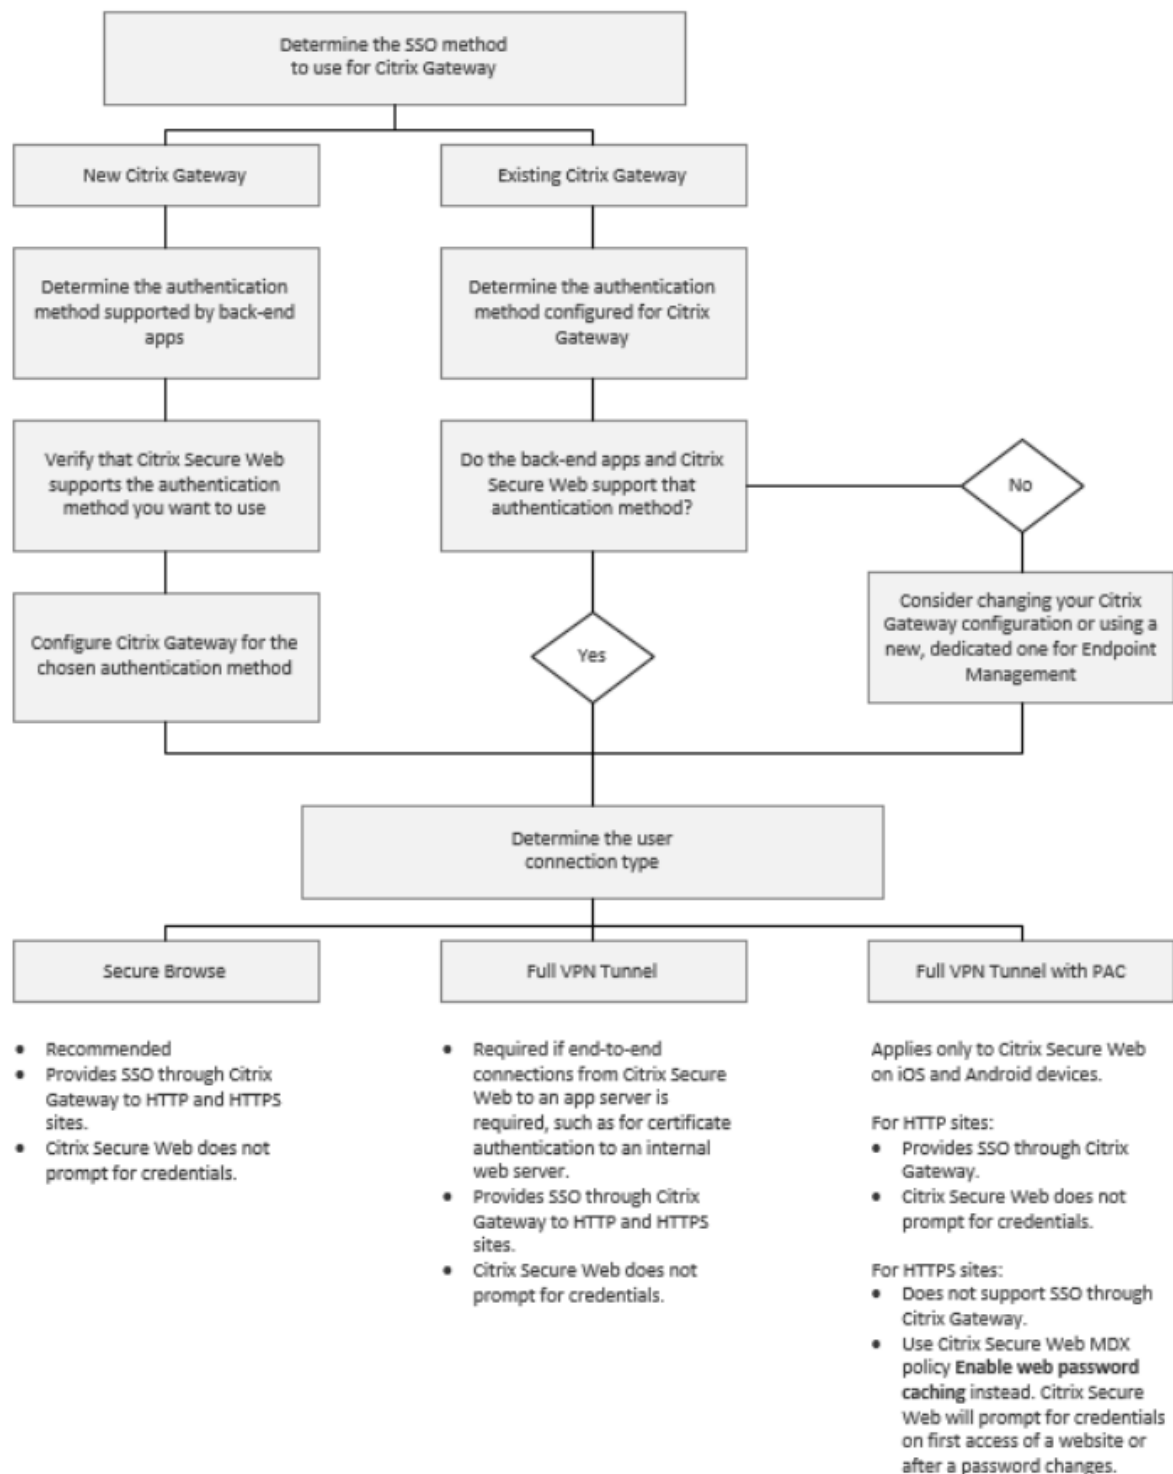 Determine the SSO method
to use for Citrix Gateway
New Citrix Gateway
Existing Citrix Gateway
Determine the authentication
method supported by back-end
apps
Determine the authentication
method configured for Citrix
Gateway
Verify that Citrix Secure Web
supports the authentication
method you want to use
Do the back-end apps and Citrix
Secure Web support that
authentication method?
No
Configure Citrix Gateway for the
chosen authentication method
Yes
Consider changing your Citrix
Gateway configuration or using a
new, dedicated one for Endpoint
Management
Determine the user
connection type
Secure Browse
Full VPN Tunnel
Full VPN Tunnel with PAC
• Recommended
• Provides SSO through Citrix
Gateway to HTTP and HTTPS
sites.
• Citrix Secure Web does not
prompt for credentials.
• Required if end-to-end
connections from Citrix Secure
Web to an app server is
required, such as for certificate
authentication to an internal
web server.
• Provides SSO through Citrix
Gateway to HTTP and HTTPS
sites.
• Citrix Secure Web does not
prompt for credentials.
Applies only to Citrix Secure Web
on iOS and Android devices.
For HTTP sites:
• Provides SSO through Citrix
Gateway.
• Citrix Secure Web does not
prompt for credentials.
For HTTPS sites:
• Does not support SSO through
Citrix Gateway.
• Use Citrix Secure Web MDX
policy Enable web password
caching instead. Citrix Secure
Web will prompt for credentials
on first access of a website or
after a password changes.